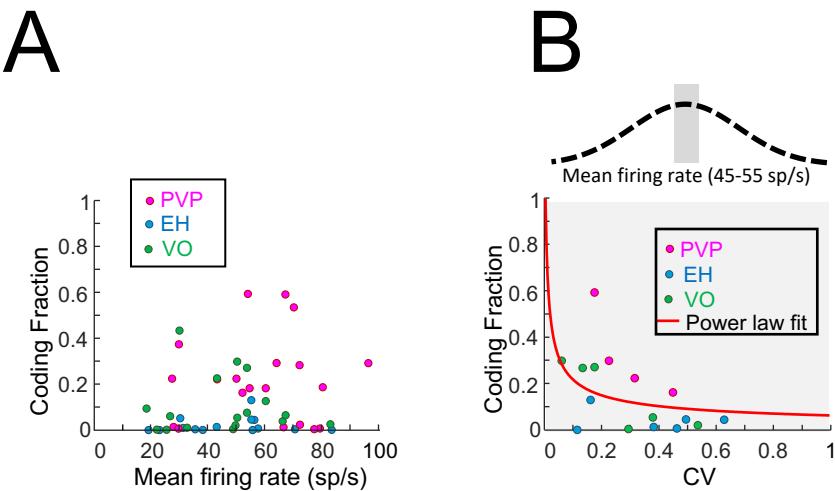 A
B
Mean firing rate (45-55 sp/s)
PVP
EH
VO
1
0.8
0.6
0.4
0.2
0
Coding Fraction
0 20 40 60 80 100
Mean firing rate (sp/s)
PVP
EH
VO
Power law fit
1
0.8
0.6
0.4
0.2
0
Coding Fraction
0 0.2 0.4 0.6 0.8 1
CV